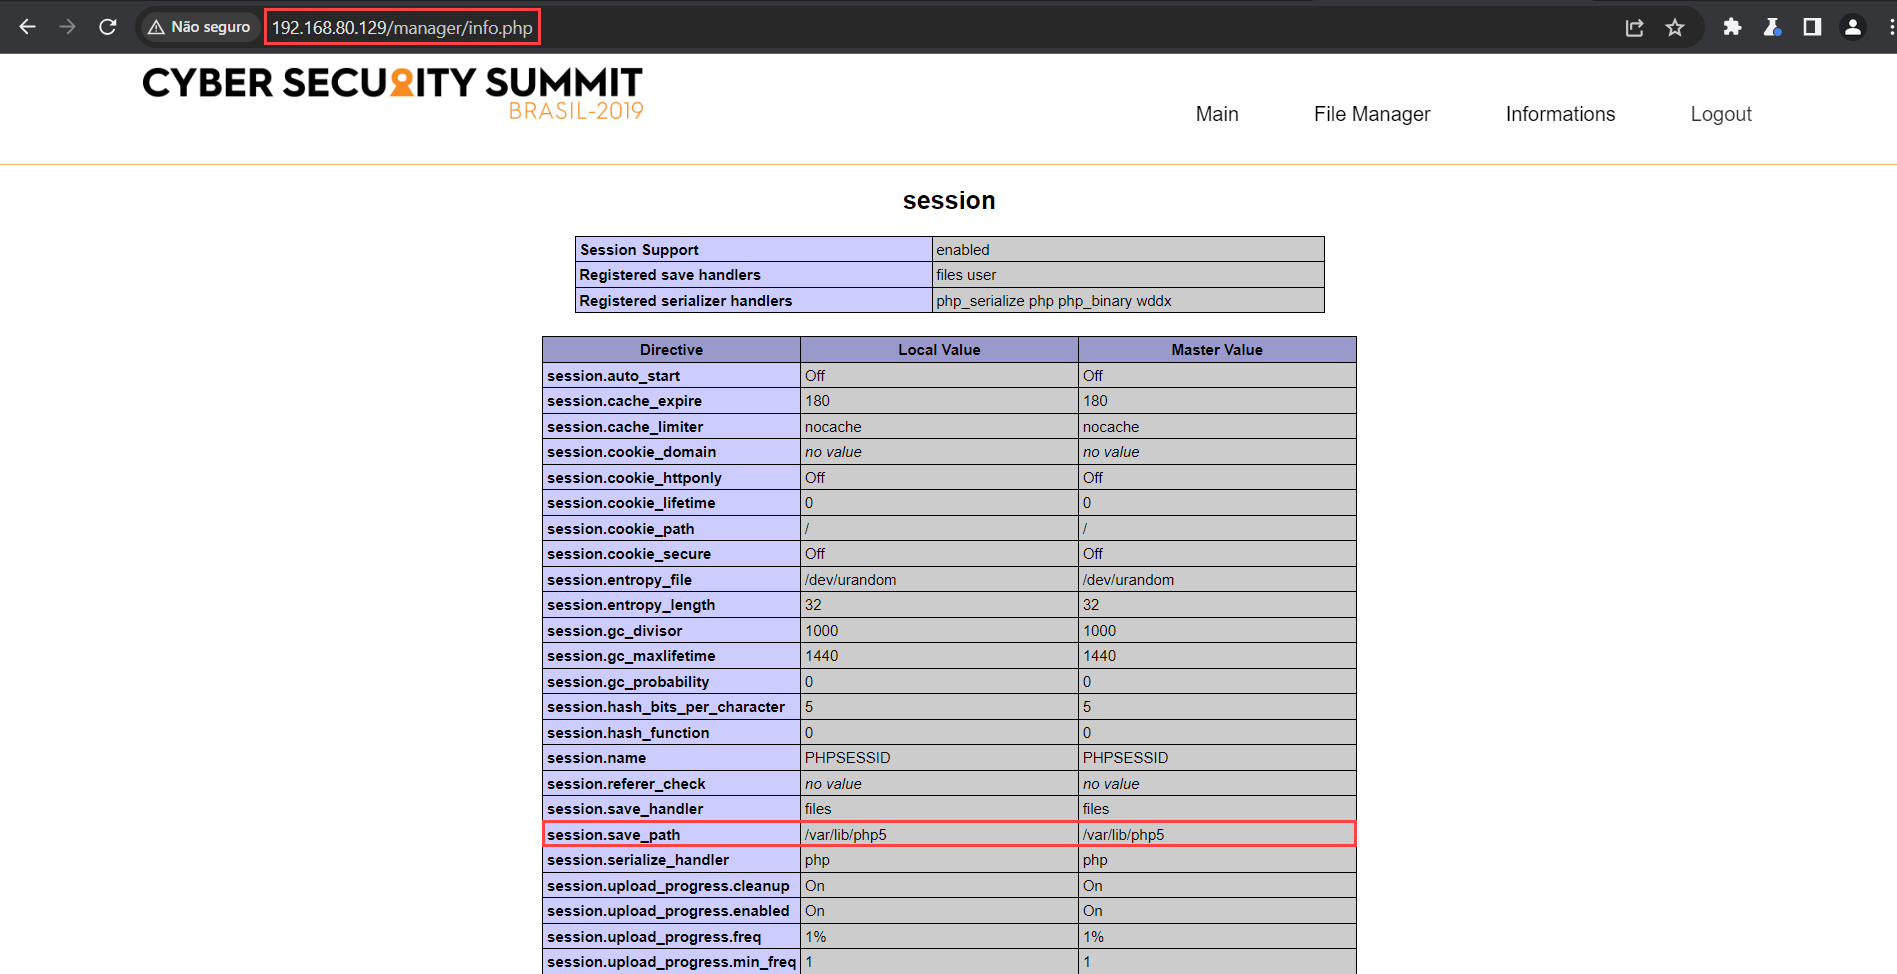 Não seguro 192.168.80.129/manager/info.php
CYBER SECURITY SUMMIT
BRASIL-2019
Main File Manager Informations Logout
session
Session Support enabled
Registered save handlers files user
Registered serializer handlers php_serialize php php_binary wddx
Directive Local Value Master Value
session.auto_start Off Off
session.cache_expire 180 180
session.cache_limiter nocache nocache
session.cookie_domain no value no value
session.cookie_httponly Off Off
session.cookie_lifetime 0 0
session.cookie_path / /
session.cookie_secure Off Off
session.entropy_file /dev/urandom /dev/urandom
session.entropy_length 32 32
session.gc_divisor 1000 1000
session.gc_maxlifetime 1440 1440
session.gc_probability 0 0
session.hash_bits_per_character 5 5
session.hash_function 0 0
session.name PHPSESSID PHPSESSID
session.referer_check no value no value
session.save_handler files files
session.save_path /var/lib/php5 /var/lib/php5
session.serialize_handler php php
session.upload_progress.cleanup On On
session.upload_progress.enabled On On
session.upload_progress.freq 1% 1%
session.upload_progress.min_freq 1 1